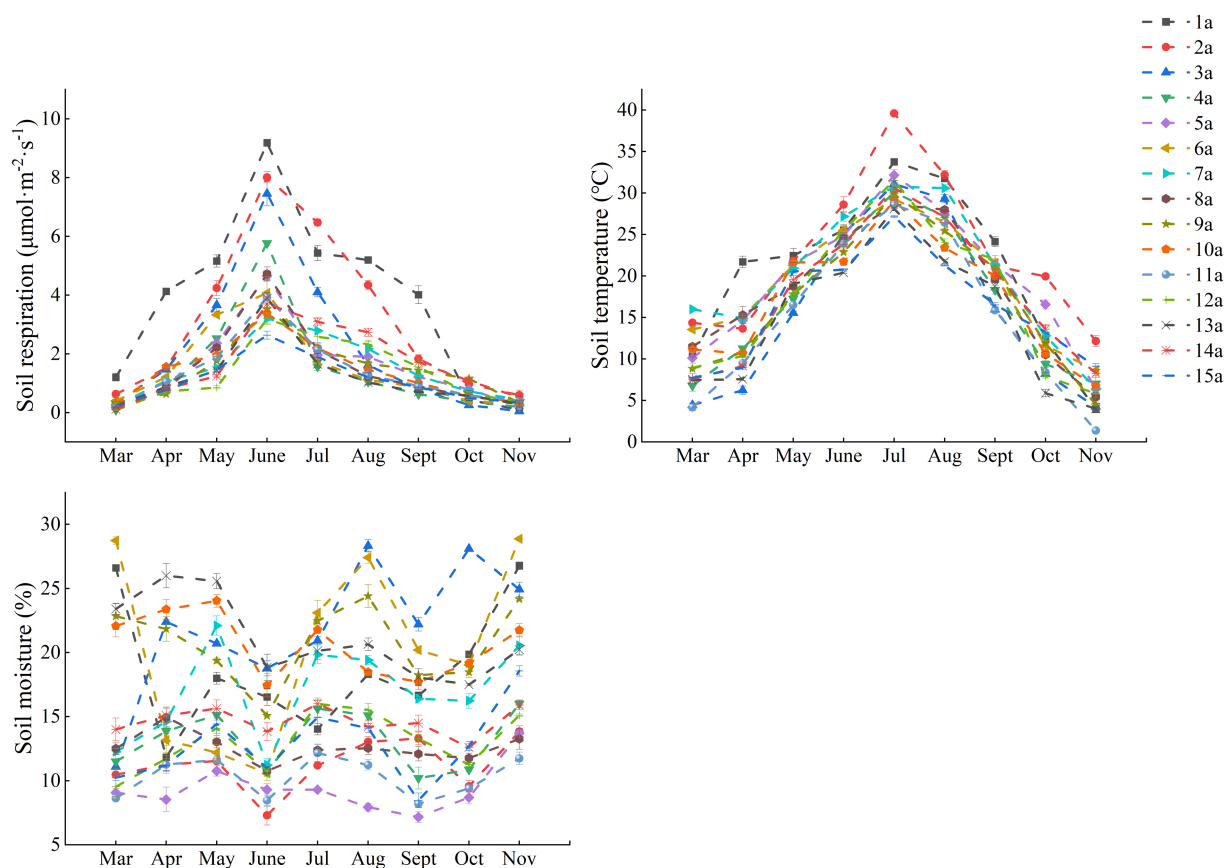 Soil respiration (μmol·m⁻²·s⁻¹)
10
8
6
4
2
0
Mar Apr May June Jul Aug Sept Oct Nov
Soil temperature (°C)
40
35
30
25
20
15
10
5
0
Mar Apr May June Jul Aug Sept Oct Nov
1a
2a
3a
4a
5a
6a
7a
8a
9a
10a
11a
12a
13a
14a
15a
Soil moisture (%)
30
25
20
15
10
5
Mar Apr May June Jul Aug Sept Oct Nov